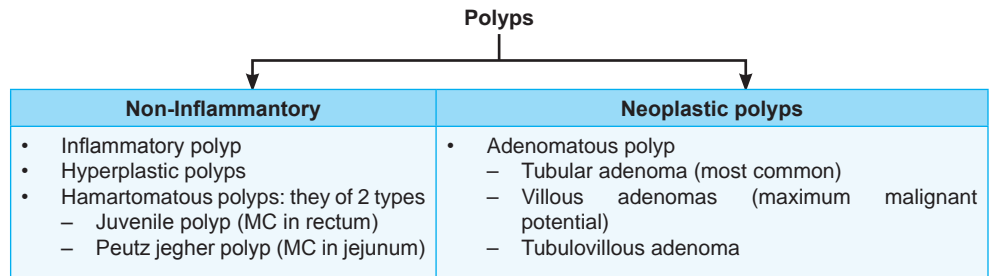 Polyps
Non-Inflammantory
Neoplastic polyps
• Inflammatory polyp
• Hyperplastic polyps
• Hamartomatous polyps: they of 2 types
– Juvenile polyp (MC in rectum)
– Peutz jegher polyp (MC in jejunum)
• Adenomatous polyp
– Tubular adenoma (most common)
– Villous adenomas (maximum malignant
potential)
– Tubulovillous adenoma